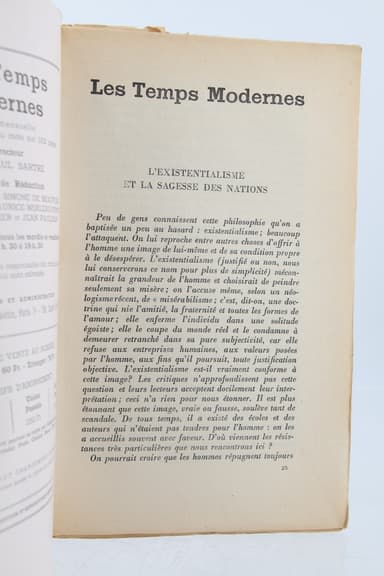 Temps
ernes
SIMONE DE BEAUV
Les Temps Modernes
L'EXISTENTIALISME
ET LA SAGESSE DES NATIONS
Peu de gens connaissent cette philosophie qu'on a
baptisée un peu au hasard : existentialisme ; beaucoup
l'attaquent. On lui reproche entre autres choses d'offrir à
l'homme une image de lui-même et de sa condition propre
à le désespérer. L'existentialisme (justifié ou non, nous
lui conserverons ce nom pour plus de simplicité) mécon-
naîtrait la grandeur de l'homme et choisirait de peindre
seulement sa misère ; on l'accuse même, selon un néo-
logisme récent, de « misérabilisme » ; c'est, dit-on, une doc-
trine qui nie l'amitié, la fraternité et toutes les formes de
l'amour ; elle enferme l'individu dans une solitude
égoïste ; elle le coupe du monde réel et le condamne à
demeurer retranché dans sa pure subjectivité, car elle
refuse aux entreprises humaines, aux valeurs posées
par l'homme, aux fins qu'il poursuit, toute justification
objective. L'existentialisme est-il vraiment conforme à
cette image? Les critiques n'approfondissent pas cette
question et leurs lecteurs acceptent docilement leur inter-
prétation ; ceci n'a rien pour nous étonner. Il est plus
étonnant que cette image, vraie ou fausse, soulève tant de
scandale. De tous temps, il a existé des écoles et des
auteurs qui n'étaient pas tendres pour l'homme : on les
a accueillis souvent avec faveur. D'où viennent les résis-
tances très particulières que nous rencontrons ici ?
On pourrait croire que les hommes répugnent toujours
25